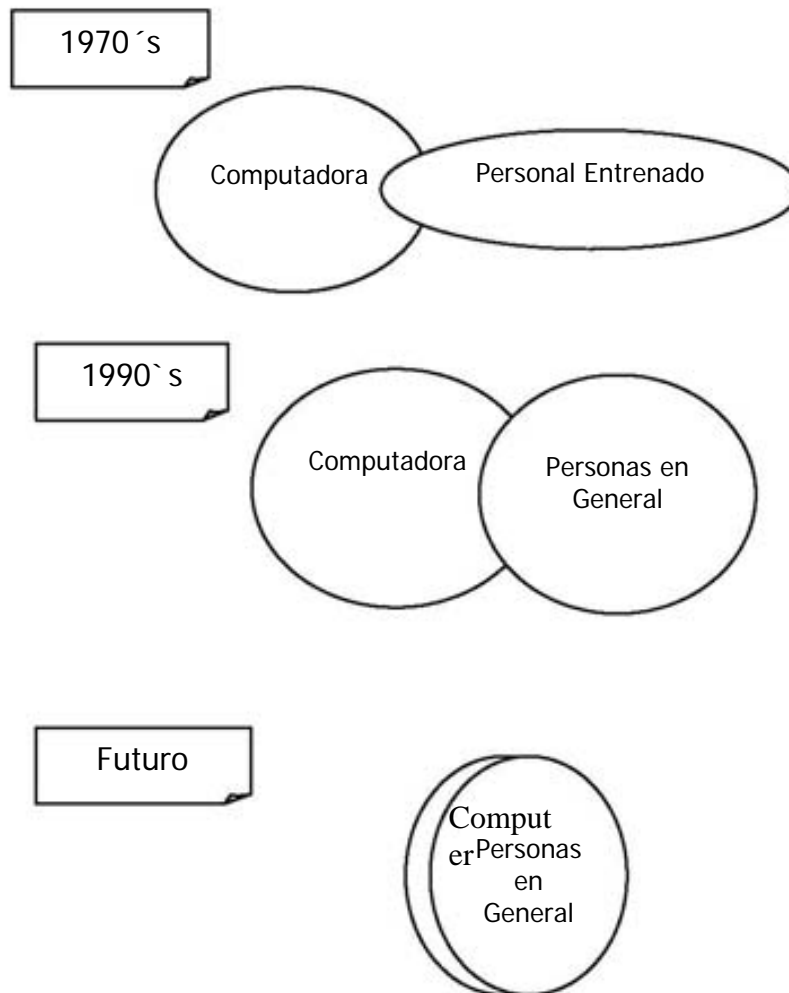 1970´s
Computadora
Personal Entrenado
1990`s
Computadora
Personas en
General
Futuro
Comput
er
Personas
en
General